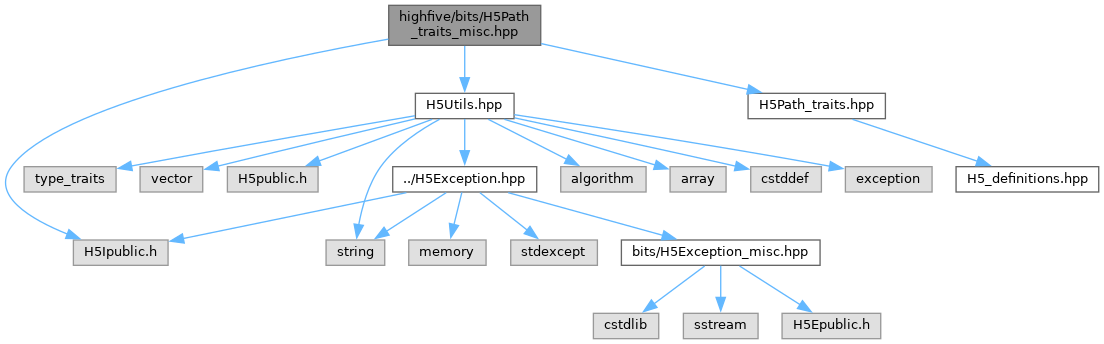 highfive/bits/H5Path
_traits_misc.hpp
H5Utils.hpp
H5Path_traits.hpp
type_traits
vector
H5public.h
../H5Exception.hpp
algorithm
array
cstddef
exception
H5_definitions.hpp
H5Ipublic.h
string
memory
stdexcept
bits/H5Exception_misc.hpp
cstdlib
sstream
H5Epublic.h